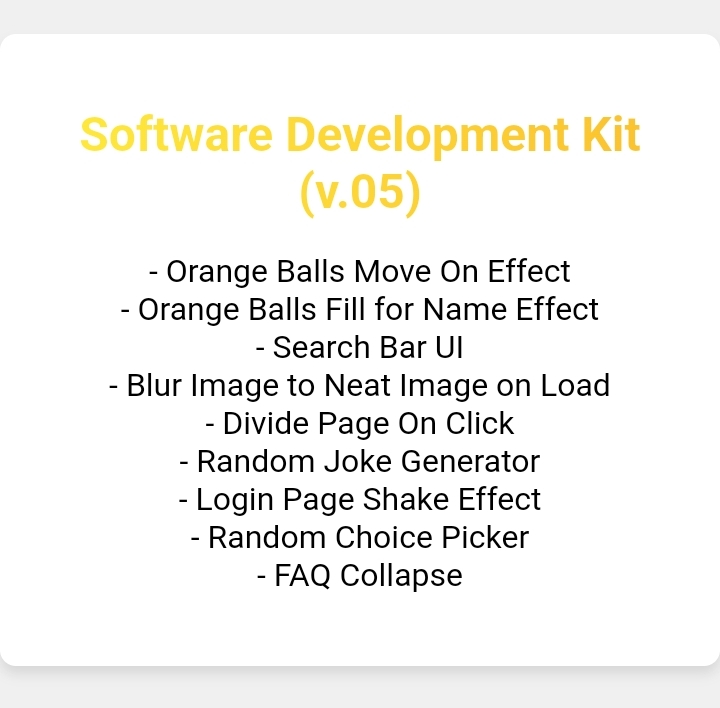 Software Development Kit
(v.05)
- Orange Balls Move On Effect
- Orange Balls Fill for Name Effect
- Search Bar UI
- Blur Image to Neat Image on Load
- Divide Page On Click
- Random Joke Generator
- Login Page Shake Effect
- Random Choice Picker
- FAQ Collapse